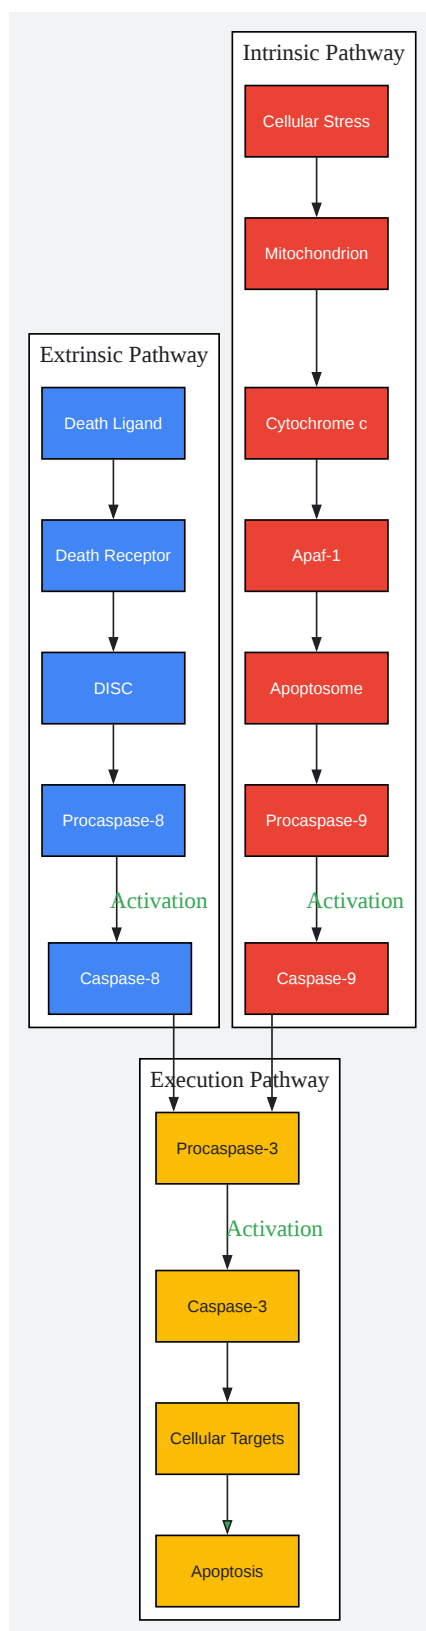 Intrinsic Pathway
Cellular Stress
Mitochondrion
Cytochrome c
Apaf-1
Apoptosome
Procaspase-9
Activation
Caspase-9
Extrinsic Pathway
Death Ligand
Death Receptor
DISC
Procaspase-8
Activation
Caspase-8
Execution Pathway
Procaspase-3
Activation
Caspase-3
Cellular Targets
Apoptosis